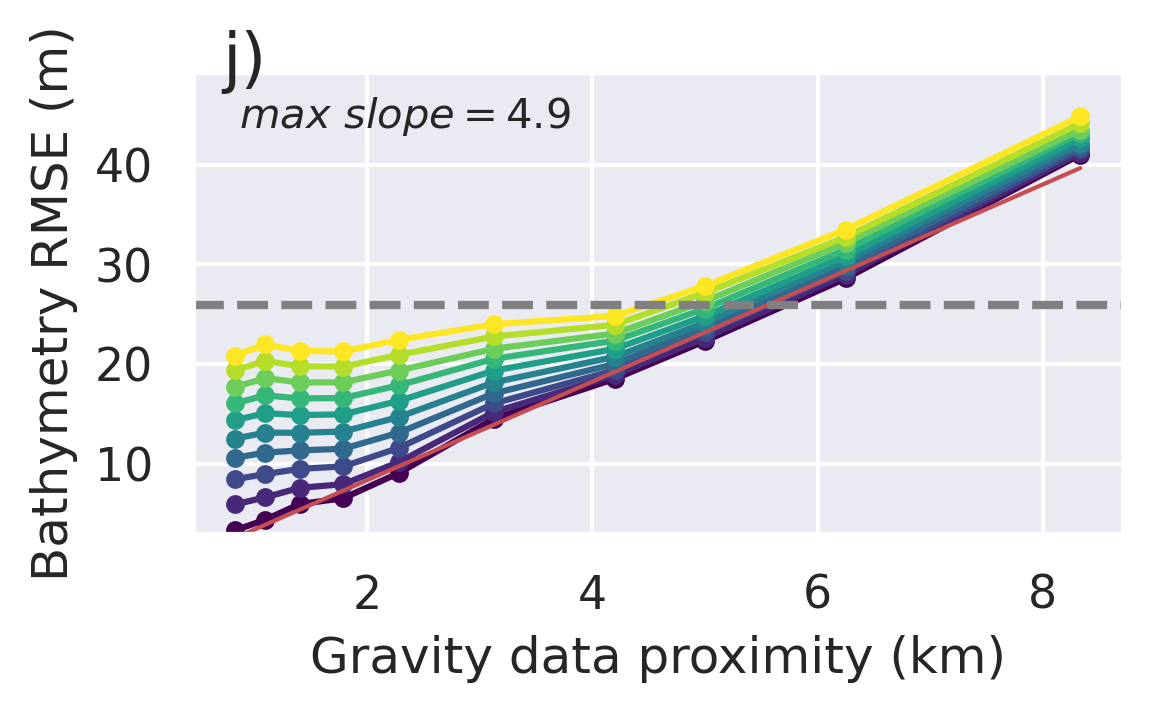 j)
max slope = 4.9
Bathymetry RMSE (m)
40
30
20
10
2 4 6 8
Gravity data proximity (km)